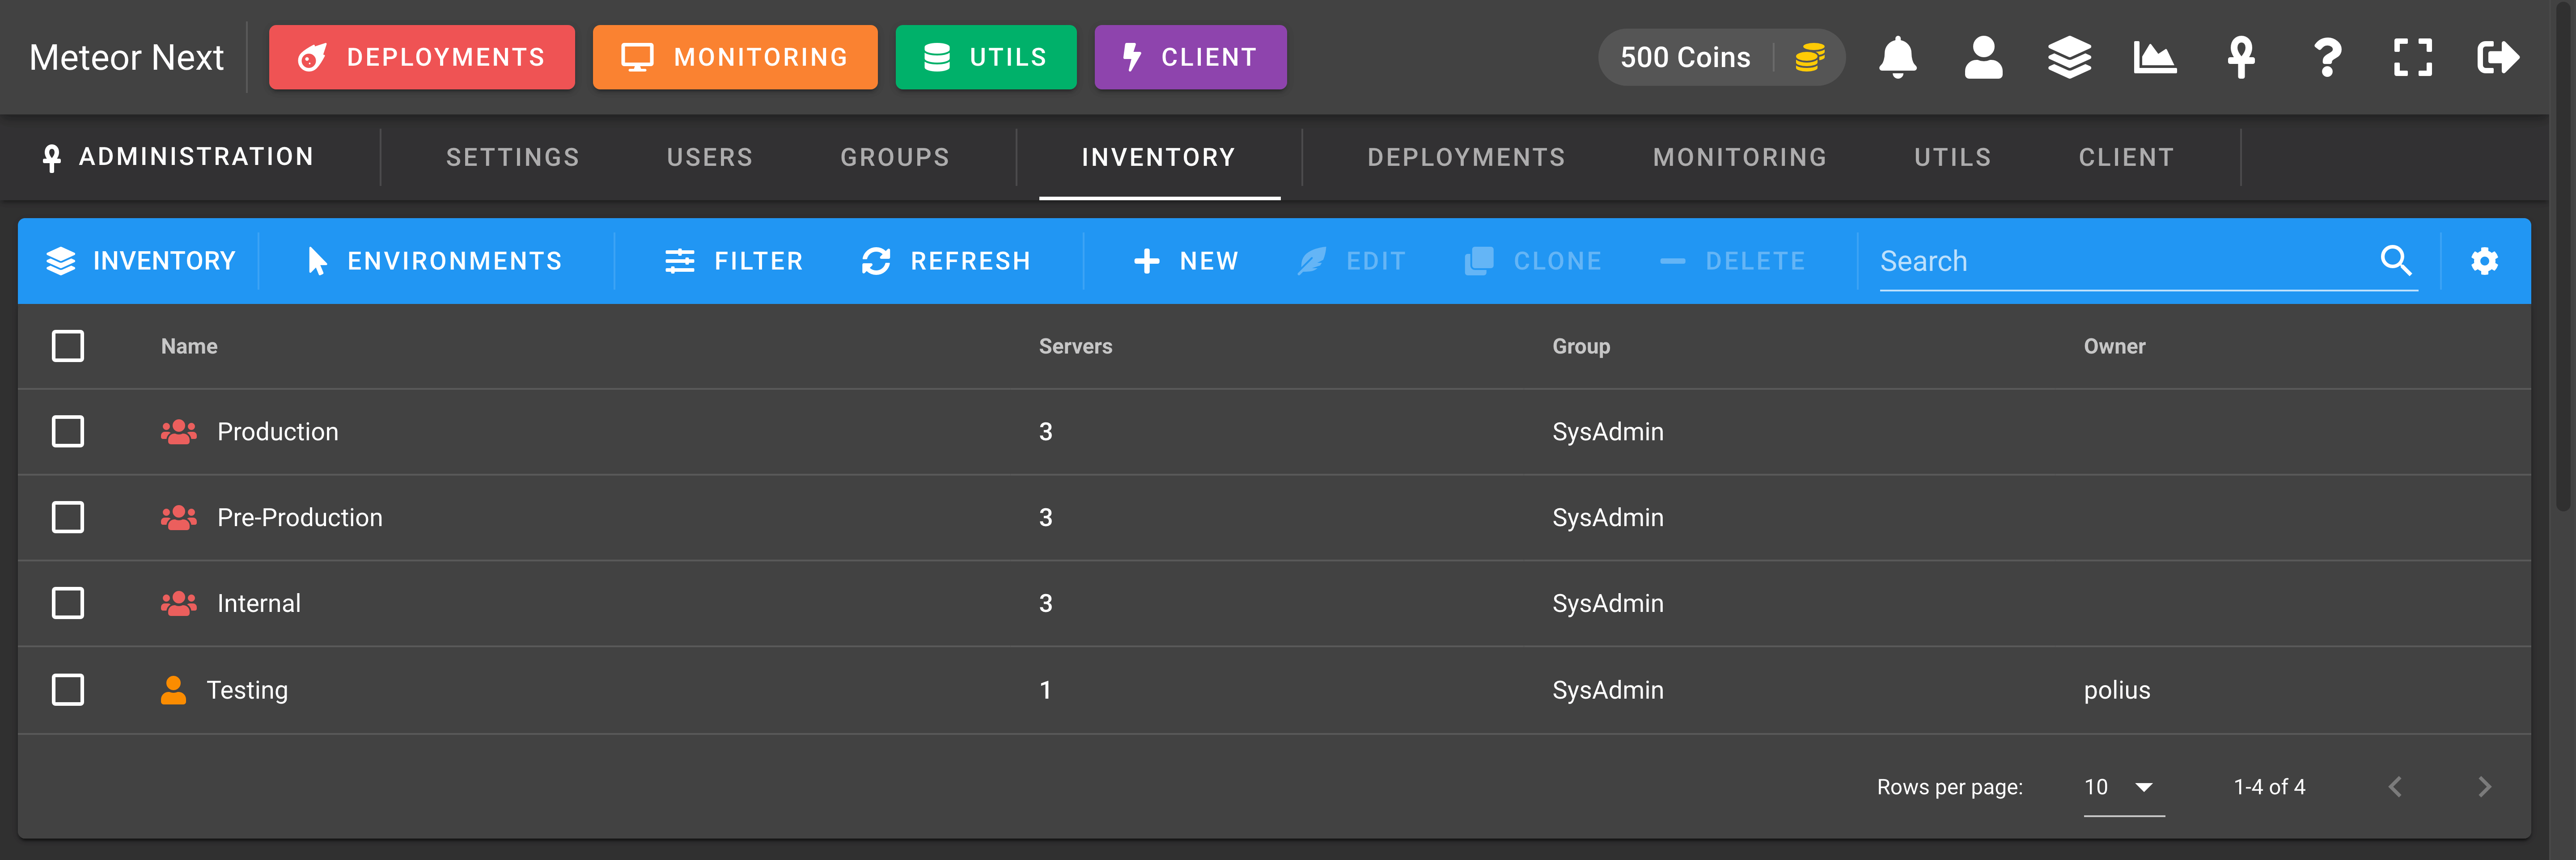 Meteor Next DEPLOYMENTS MONITORING UTILS CLIENT 500 Coins
ADMINISTRATION SETTINGS USERS GROUPS INVENTORY DEPLOYMENTS MONITORING UTILS CLIENT
INVENTORY ENVIRONMENTS FILTER REFRESH NEW EDIT CLONE DELETE Search
Name Servers Group Owner
Production 3 SysAdmin
Pre-Production 3 SysAdmin
Internal 3 SysAdmin
Testing 1 SysAdmin polius
Rows per page: 10 1-4 of 4